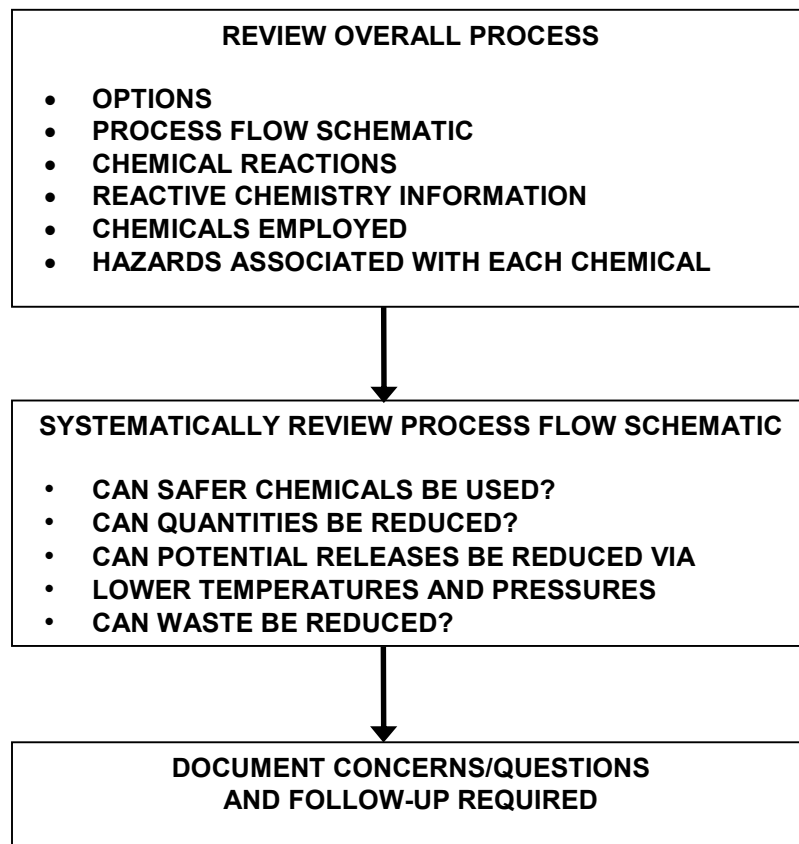 REVIEW OVERALL PROCESS
• OPTIONS
• PROCESS FLOW SCHEMATIC
• CHEMICAL REACTIONS
• REACTIVE CHEMISTRY INFORMATION
• CHEMICALS EMPLOYED
• HAZARDS ASSOCIATED WITH EACH CHEMICAL
SYSTEMATICALLY REVIEW PROCESS FLOW SCHEMATIC
• CAN SAFER CHEMICALS BE USED?
• CAN QUANTITIES BE REDUCED?
• CAN POTENTIAL RELEASES BE REDUCED VIA
• LOWER TEMPERATURES AND PRESSURES
• CAN WASTE BE REDUCED?
DOCUMENT CONCERNS/QUESTIONS
AND FOLLOW-UP REQUIRED